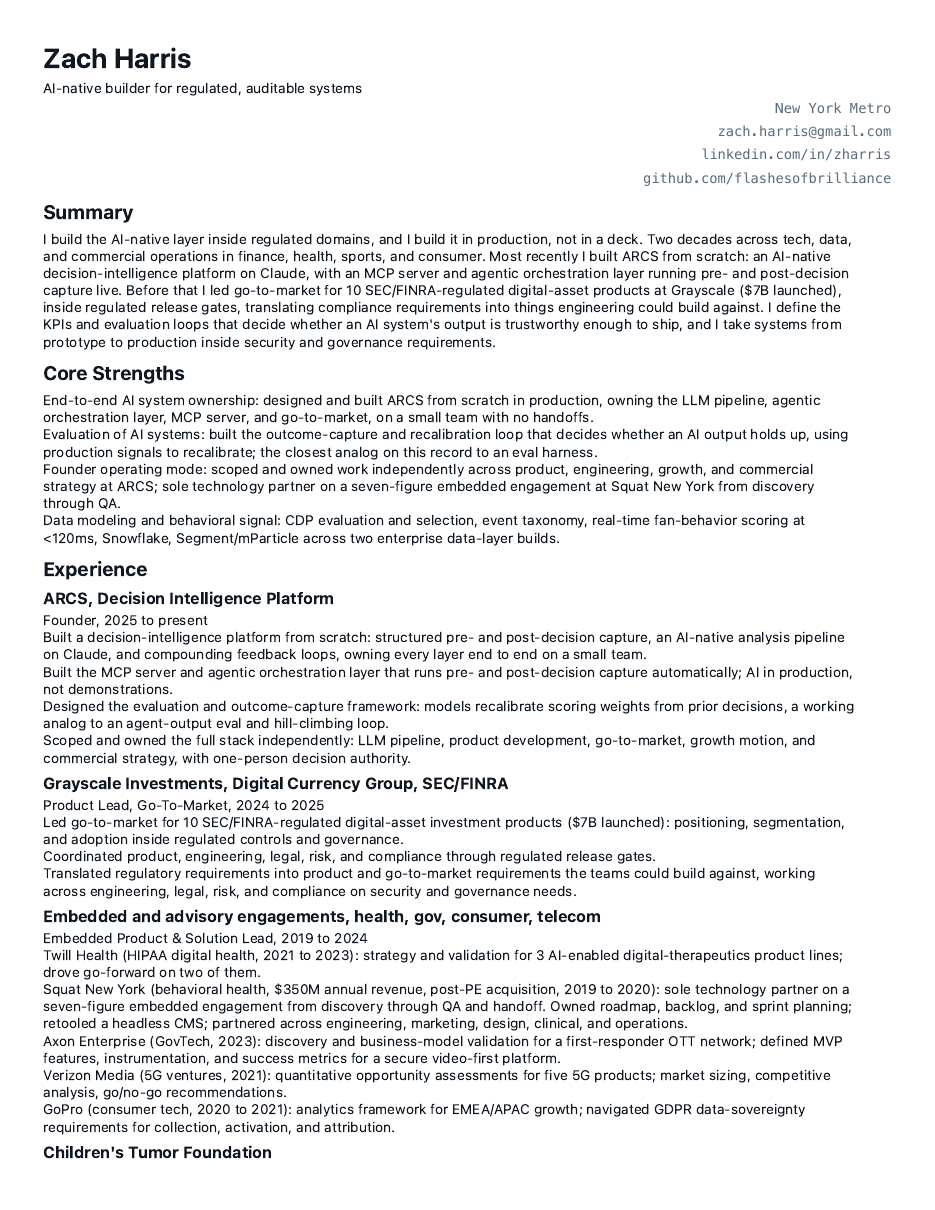 Zach Harris
AI-native builder for regulated, auditable systems
New York Metro
zach.harris@gmail.com
linkedin.com/in/zharris
github.com/flashesofbrilliance
Summary
I build the AI-native layer inside regulated domains, and I build it in production, not in a deck. Two decades across tech, data,
and commercial operations in finance, health, sports, and consumer. Most recently I built ARCS from scratch: an AI-native
decision-intelligence platform on Claude, with an MCP server and agentic orchestration layer running pre- and post-decision
capture live. Before that I led go-to-market for 10 SEC/FINRA-regulated digital-asset products at Grayscale ($7B launched),
inside regulated release gates, translating compliance requirements into things engineering could build against. I define the
KPIs and evaluation loops that decide whether an AI system's output is trustworthy enough to ship, and I take systems from
prototype to production inside security and governance requirements.
Core Strengths
End-to-end AI system ownership: designed and built ARCS from scratch in production, owning the LLM pipeline, agentic
orchestration layer, MCP server, and go-to-market, on a small team with no handoffs.
Evaluation of AI systems: built the outcome-capture and recalibration loop that decides whether an AI output holds up, using
production signals to recalibrate; the closest analog on this record to an eval harness.
Founder operating mode: scoped and owned work independently across product, engineering, growth, and commercial
strategy at ARCS; sole technology partner on a seven-figure embedded engagement at Squat New York from discovery
through QA.
Data modeling and behavioral signal: CDP evaluation and selection, event taxonomy, real-time fan-behavior scoring at
<120ms, Snowflake, Segment/mParticle across two enterprise data-layer builds.
Experience
ARCS, Decision Intelligence Platform
Founder, 2025 to present
Built a decision-intelligence platform from scratch: structured pre- and post-decision capture, an AI-native analysis pipeline
on Claude, and compounding feedback loops, owning every layer end to end on a small team.
Built the MCP server and agentic orchestration layer that runs pre- and post-decision capture automatically; AI in production,
not demonstrations.
Designed the evaluation and outcome-capture framework: models recalibrate scoring weights from prior decisions, a working
analog to an agent-output eval and hill-climbing loop.
Scoped and owned the full stack independently: LLM pipeline, product development, go-to-market, growth motion, and
commercial strategy, with one-person decision authority.
Grayscale Investments, Digital Currency Group, SEC/FINRA
Product Lead, Go-To-Market, 2024 to 2025
Led go-to-market for 10 SEC/FINRA-regulated digital-asset investment products ($7B launched): positioning, segmentation,
and adoption inside regulated controls and governance.
Coordinated product, engineering, legal, risk, and compliance through regulated release gates.
Translated regulatory requirements into product and go-to-market requirements the teams could build against, working
across engineering, legal, risk, and compliance on security and governance needs.
Embedded and advisory engagements, health, gov, consumer, telecom
Embedded Product & Solution Lead, 2019 to 2024
Twill Health (HIPAA digital health, 2021 to 2023): strategy and validation for 3 AI-enabled digital-therapeutics product lines;
drove go-forward on two of them.
Squat New York (behavioral health, $350M annual revenue, post-PE acquisition, 2019 to 2020): sole technology partner on a
seven-figure embedded engagement from discovery through QA and handoff. Owned roadmap, backlog, and sprint planning;
retooled a headless CMS; partnered across engineering, marketing, design, clinical, and operations.
Axon Enterprise (GovTech, 2023): discovery and business-model validation for a first-responder OTT network; defined MVP
features, instrumentation, and success metrics for a secure video-first platform.
Verizon Media (5G ventures, 2021): quantitative opportunity assessments for five 5G products; market sizing, competitive
analysis, go/no-go recommendations.
GoPro (consumer tech, 2020 to 2021): analytics framework for EMEA/APAC growth; navigated GDPR data-sovereignty
requirements for collection, activation, and attribution.
Children's Tumor Foundation